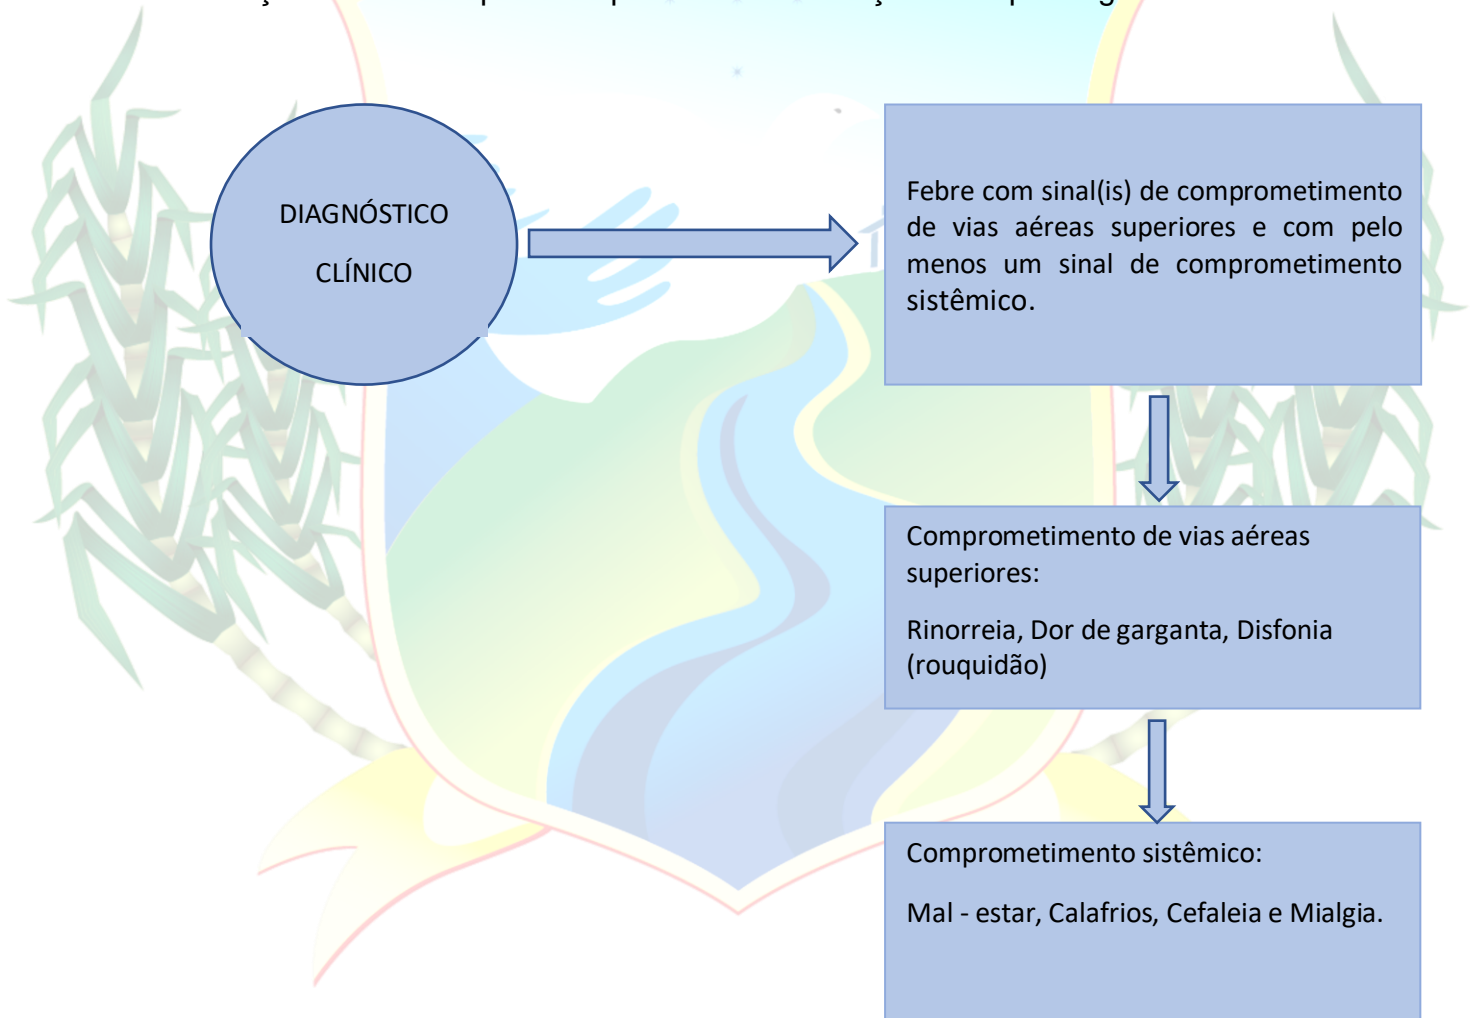 DIAGNÓSTICO
CLÍNICO
Febre com sinal(is) de comprometimento
de vias aéreas superiores e com pelo
menos um sinal de comprometimento
sistêmico.
Comprometimento de vias aéreas
superiores:
Rinorreia, Dor de garganta, Disfonia
(rouquidão)
Comprometimento sistêmico:
Mal - estar, Calafrios, Cefaleia e Mialgia.